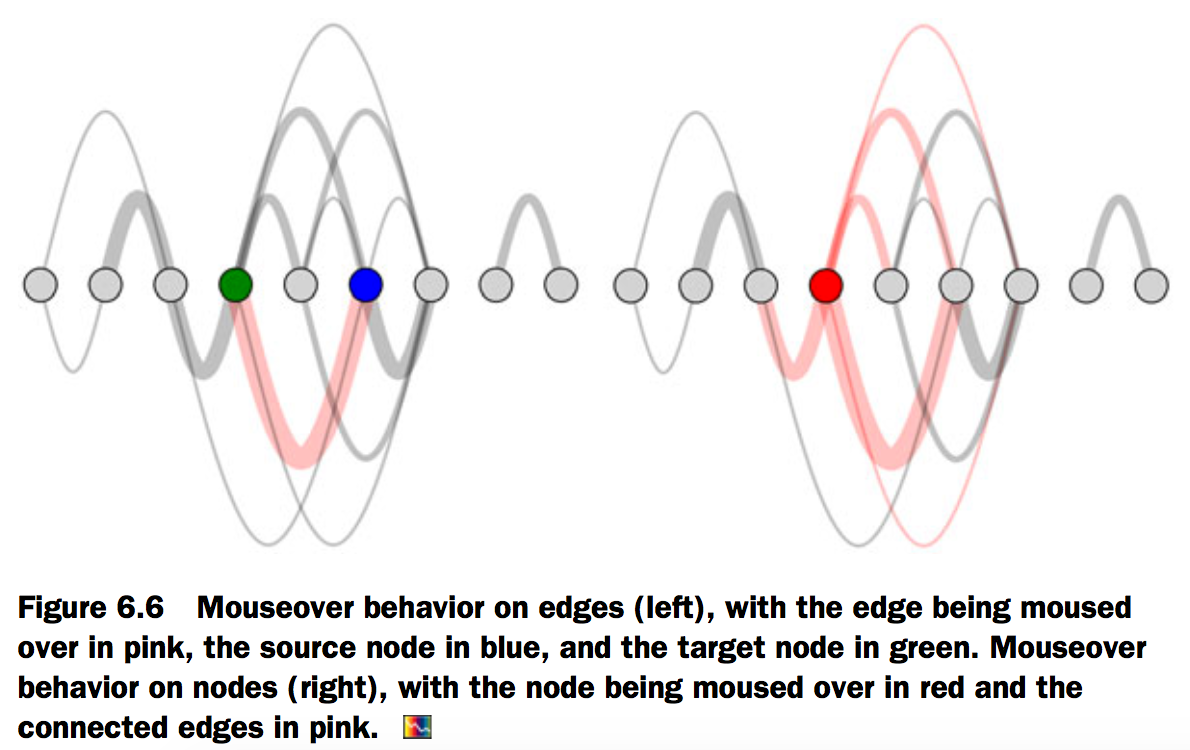 Figure 6.6 Mouseover behavior on edges (left), with the edge being moused
over in pink, the source node in blue, and the target node in green. Mouseover
behavior on nodes (right), with the node being moused over in red and the
connected edges in pink.